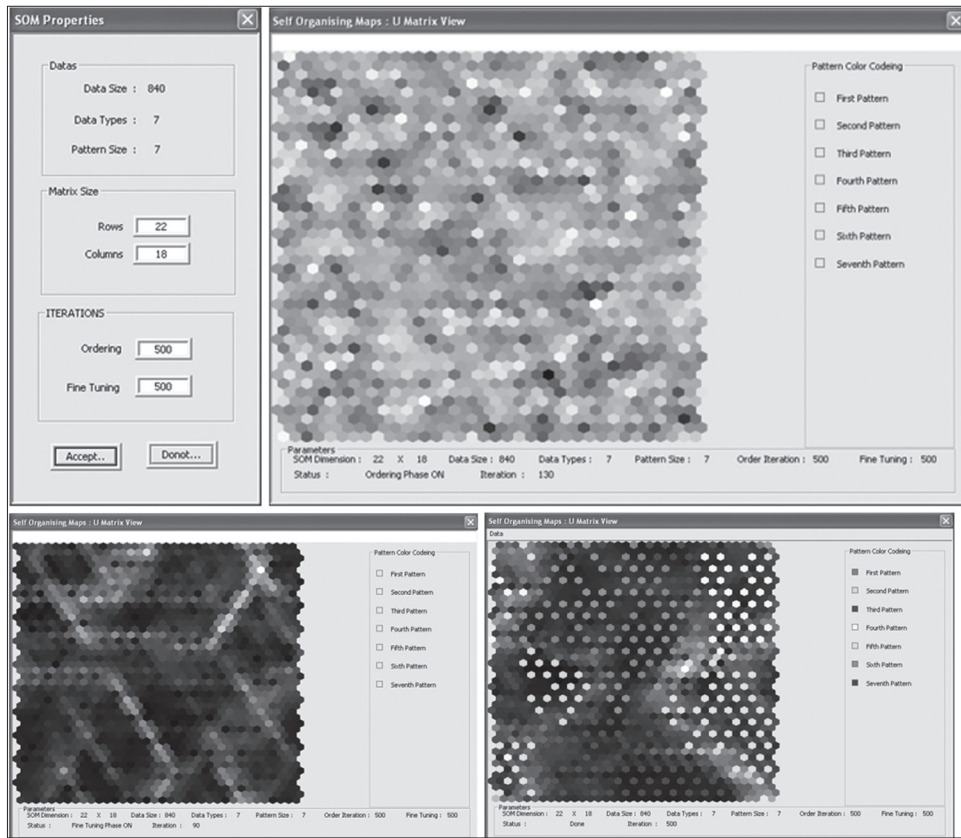 SOM Properties
Datas
Data Size : 840
Data Types : 7
Pattern Size : 7
Matrix Size
Rows 22
Columns 18
ITERATIONS
Ordering 500
Fine Tuning 500
Accept.. Donot...
Self Organising Maps : U Matrix View
Pattern Color Codeing
First Pattern
Second Pattern
Third Pattern
Fourth Pattern
Fifth Pattern
Sixth Pattern
Seventh Pattern
Parameters
SOM Dimension : 22 X 18 Data Size : 840 Data Types : 7 Pattern Size : 7 Order Iteration : 500 Fine Tuning : 500
Status : Ordering Phase ON Iteration : 130
Self Organising Maps : U Matrix View
Pattern Color Codeing
First Pattern
Second Pattern
Third Pattern
Fourth Pattern
Fifth Pattern
Sixth Pattern
Seventh Pattern
Parameters
SOM Dimension : 22 X 18 Data Size : 840 Data Types : 7 Pattern Size : 7 Order Iteration : 500 Fine Tuning : 500
Status : Fine Tuning Phase ON Iteration : 90
Self Organising Maps : U Matrix View
Data
Pattern Color Codeing
First Pattern
Second Pattern
Third Pattern
Fourth Pattern
Fifth Pattern
Sixth Pattern
Seventh Pattern
Parameters
SOM Dimension : 22 X 18 Data Size : 840 Data Types : 7 Pattern Size : 7 Order Iteration : 500 Fine Tuning : 500
Status : Done Iteration : 500